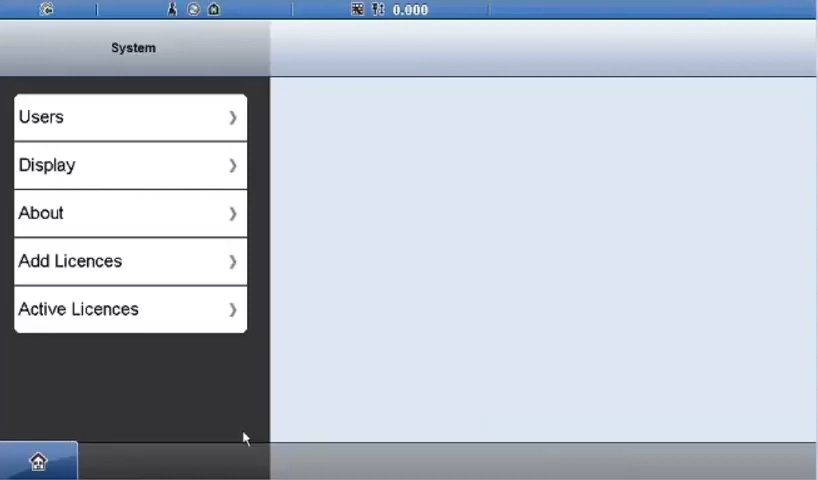 0.000
System
Users
Display
About
Add Licences
Active Licences